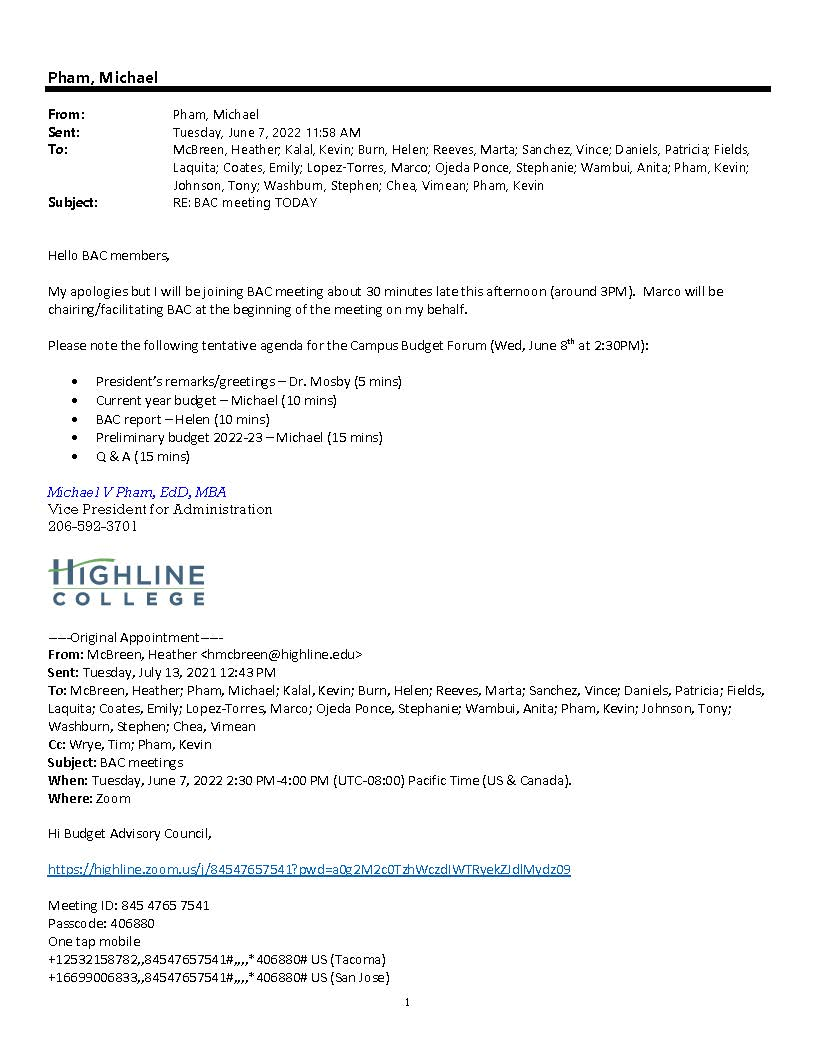 Pham, Michael
From: Pham, Michael
Sent: Tuesday, June 7, 2022 11:58 AM
To: McBreen, Heather; Kalal, Kevin; Burn, Helen; Reeves, Marta; Sanchez, Vince; Daniels, Patricia; Fields,
Laquita; Coates, Emily; Lopez-Torres, Marco; Ojeda Ponce, Stephanie; Wambui, Anita; Pham, Kevin;
Johnson, Tony; Washburn, Stephen; Chea, Vimean; Pham, Kevin
Subject: RE: BAC meeting TODAY
Hello BAC members,
My apologies but I will be joining BAC meeting about 30 minutes late this afternoon (around 3PM). Marco will be
chairing/facilitating BAC at the beginning of the meeting on my behalf.
Please note the following tentative agenda for the Campus Budget Forum (Wed, June 8th at 2:30PM):
• President's remarks/greetings – Dr. Mosby (5 mins)
• Current year budget – Michael (10 mins)
• BAC report – Helen (10 mins)
• Preliminary budget 2022-23 – Michael (15 mins)
• Q & A (15 mins)
Michael V Pham, EdD, MBA
Vice President for Administration
206-592-3701
HIGHLINE
COLLEGE
-----Original Appointment-----
From: McBreen, Heather <hmcbreen@highline.edu>
Sent: Tuesday, July 13, 2021 12:43 PM
To: McBreen, Heather; Pham, Michael; Kalal, Kevin; Burn, Helen; Reeves, Marta; Sanchez, Vince; Daniels, Patricia; Fields,
Laquita; Coates, Emily; Lopez-Torres, Marco; Ojeda Ponce, Stephanie; Wambui, Anita; Pham, Kevin; Johnson, Tony;
Washburn, Stephen; Chea, Vimean
Cc: Wrye, Tim; Pham, Kevin
Subject: BAC meetings
When: Tuesday, June 7, 2022 2:30 PM-4:00 PM (UTC-08:00) Pacific Time (US & Canada).
Where: Zoom
Hi Budget Advisory Council,
https://highline.zoom.us/j/84547657541?pwd=a0g2M2c0TzhWczdIWTRyekZJdlMydz09
Meeting ID: 845 4765 7541
Passcode: 406880
One tap mobile
+12532158782,,84547657541#,,,,*406880# US (Tacoma)
+16699006833,,84547657541#,,,,*406880# US (San Jose)
1